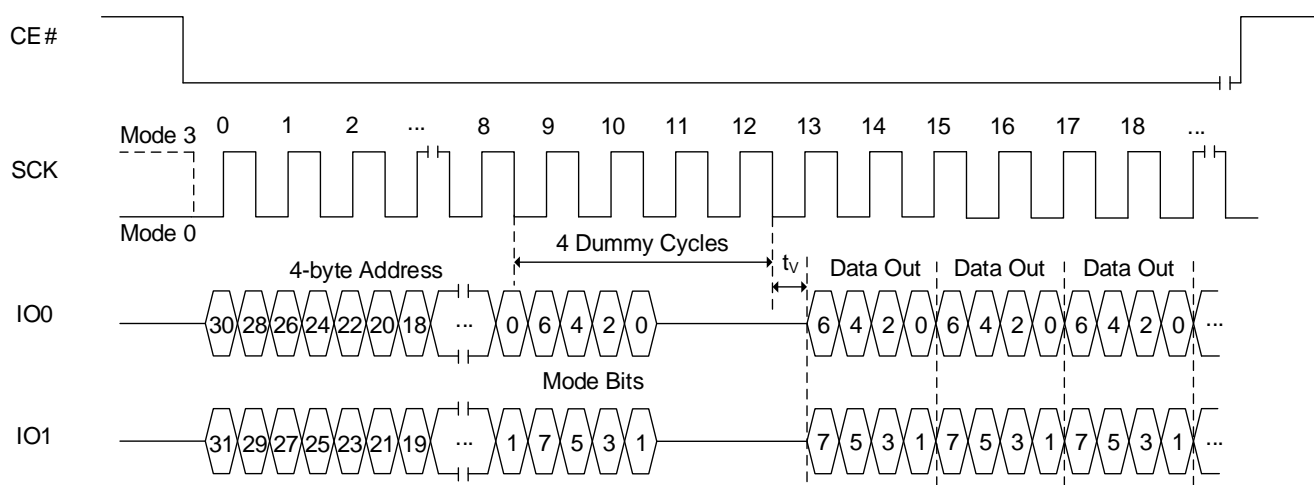 CE#
0 1 2 ... 8 9 10 11 12 13 14 15 16 17 18 ...
Mode 3
SCK
Mode 0
4 Dummy Cycles
4-byte Address tV Data Out Data Out Data Out
IO0 30 28 26 24 22 20 18 ... 0 6 4 2 0 6 4 2 0 6 4 2 0 6 4 2 0 ...
Mode Bits
IO1 31 29 27 25 23 21 19 ... 1 7 5 3 1 7 5 3 1 7 5 3 1 7 5 3 1 ...